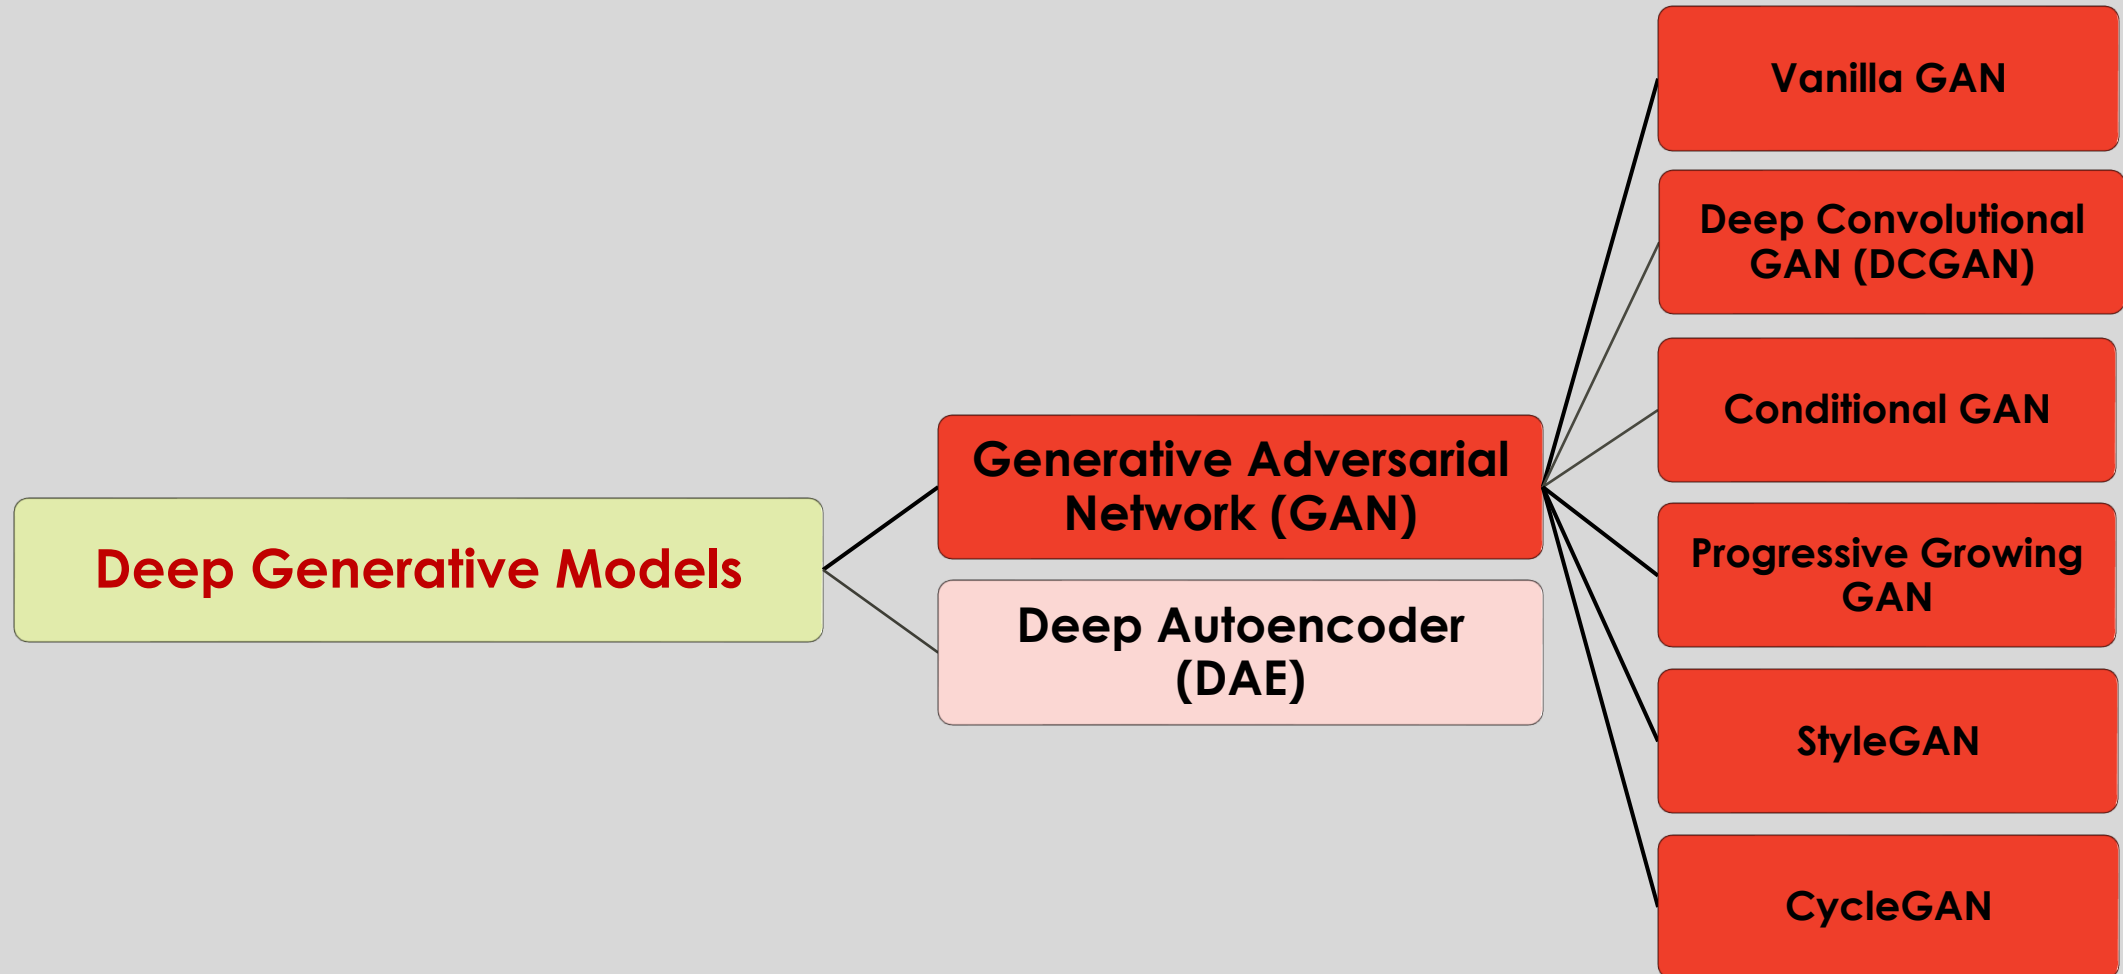 Deep Generative Models
Generative Adversarial
Network (GAN)
Deep Autoencoder
(DAE)
Vanilla GAN
Deep Convolutional
GAN (DCGAN)
Conditional GAN
Progressive Growing
GAN
StyleGAN
CycleGAN